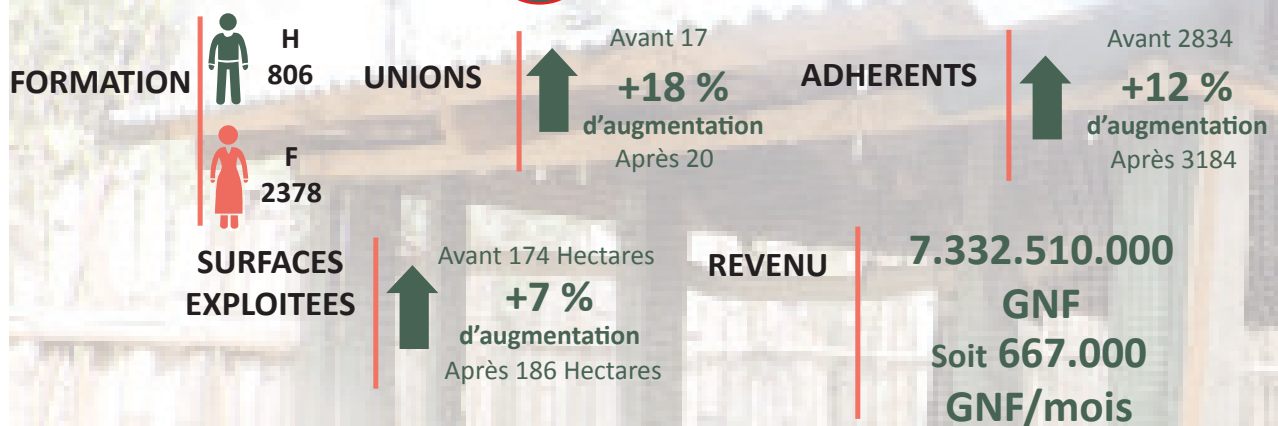 FORMATION
H
806
F
2378
UNIONS
Avant 17
+18 %
d'augmentation
Après 20
ADHERENTS
Avant 2834
+12 %
d'augmentation
Après 3184
SURFACES
EXPLOITEES
Avant 174 Hectares
+7 %
d'augmentation
Après 186 Hectares
REVENU
7.332.510.000
GNF
Soit 667.000
GNF/mois